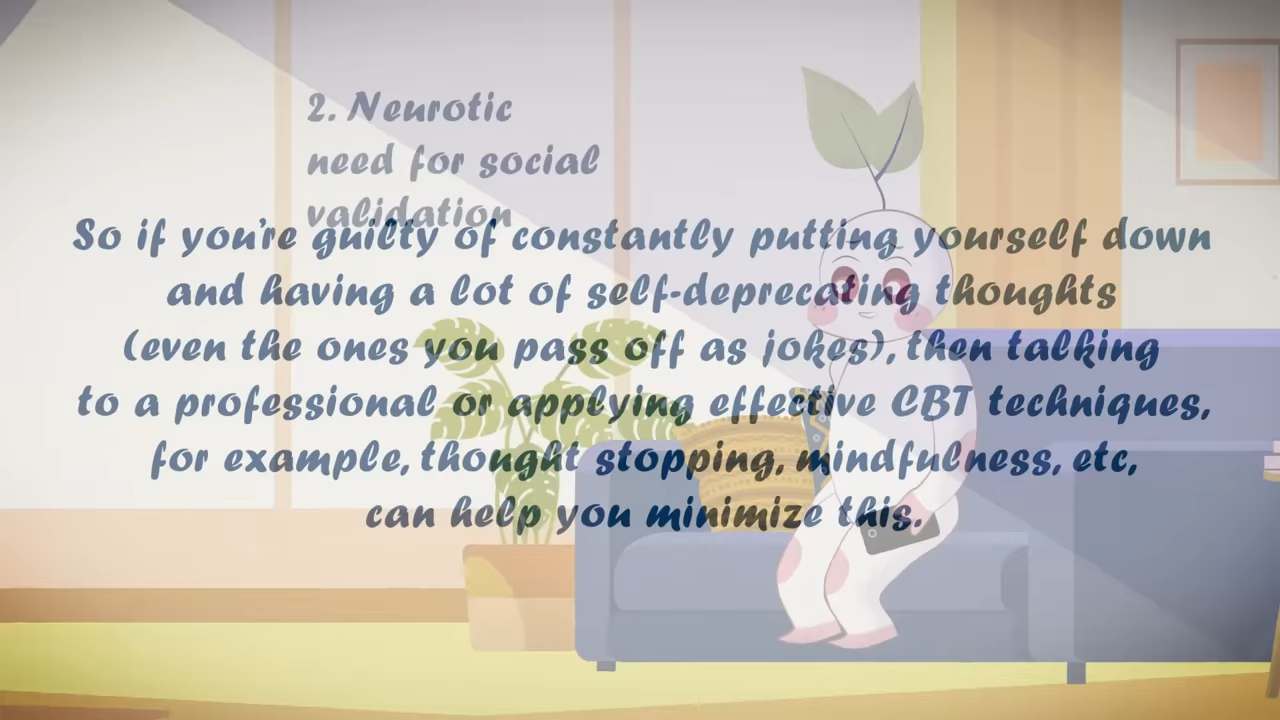 2. Neurotic
need for social
validation
So if you're guilty of constantly putting yourself down
and having a lot of self-deprecating thoughts
(even the ones you pass off as jokes), then talking
to a professional or applying effective CBT techniques,
for example, thought stopping, mindfulness, etc,
can help you minimize this.